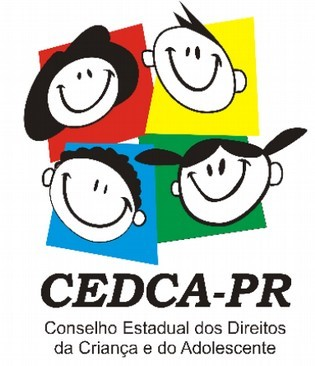 CEDCA-PR
Conselho Estadual dos Direitos
da Criança e do Adolescente